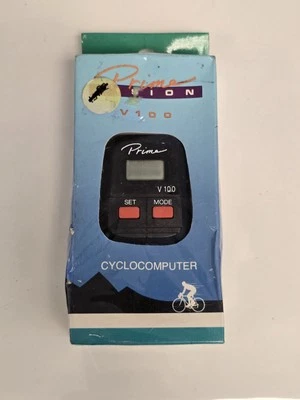 Prime
V100
Prime
V 100
SET MODE
CYCLOCOMPUTER